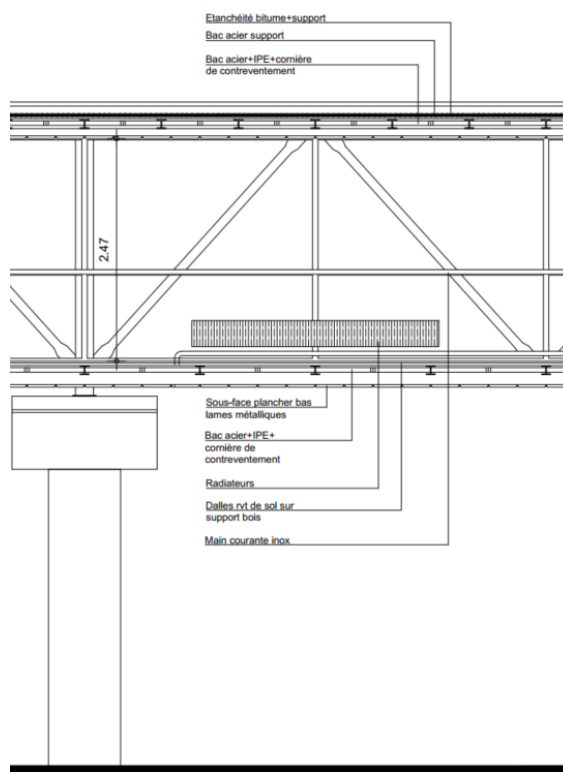 Etanchéité bitume+support
Bac acier support
Bac acier+IPE+cornière
de contreventement
2.47
Sous-face plancher bas
lames métalliques
Bac acier+IPE+
cornière de
contreventement
Radiateurs
Dalles rvt de sol sur
support bois
Main courante inox